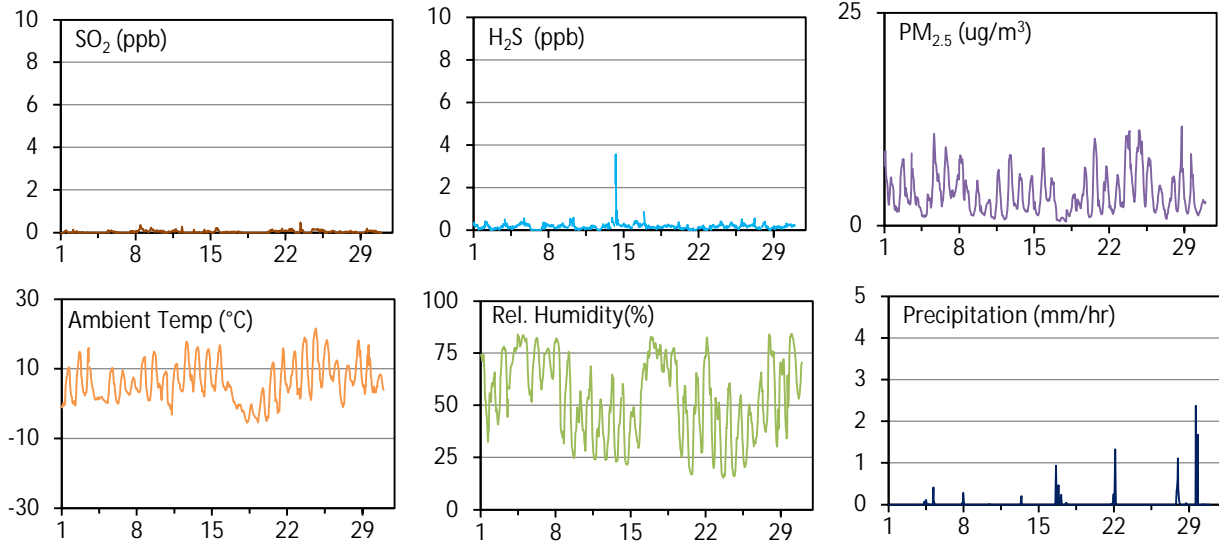 SO2 (ppb)
10
8
6
4
2
0
1 8 15 22 29
H2S (ppb)
10
8
6
4
2
0
1 8 15 22 29
PM2.5 (ug/m³)
25
0
1 8 15 22 29
Ambient Temp (°C)
30
10
-10
-30
1 8 15 22 29
Rel. Humidity(%)
100
75
50
25
0
1 8 15 22 29
Precipitation (mm/hr)
5
4
3
2
1
0
1 8 15 22 29